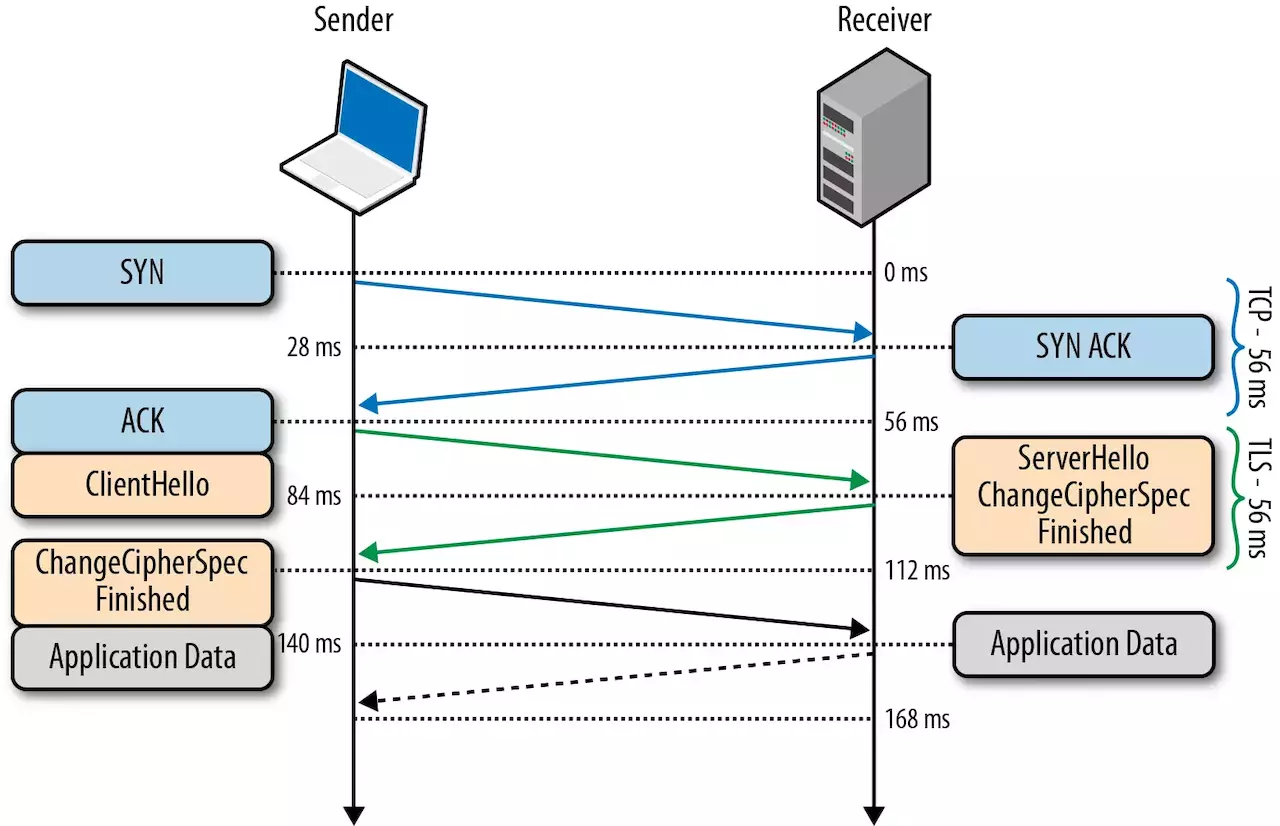 Sender
Receiver
SYN
0 ms
28 ms
SYN ACK
TCP - 56 ms
ACK
56 ms
ClientHello
84 ms
ServerHello
ChangeCipherSpec
Finished
TLS - 56 ms
ChangeCipherSpec
Finished
112 ms
Application Data
140 ms
Application Data
168 ms